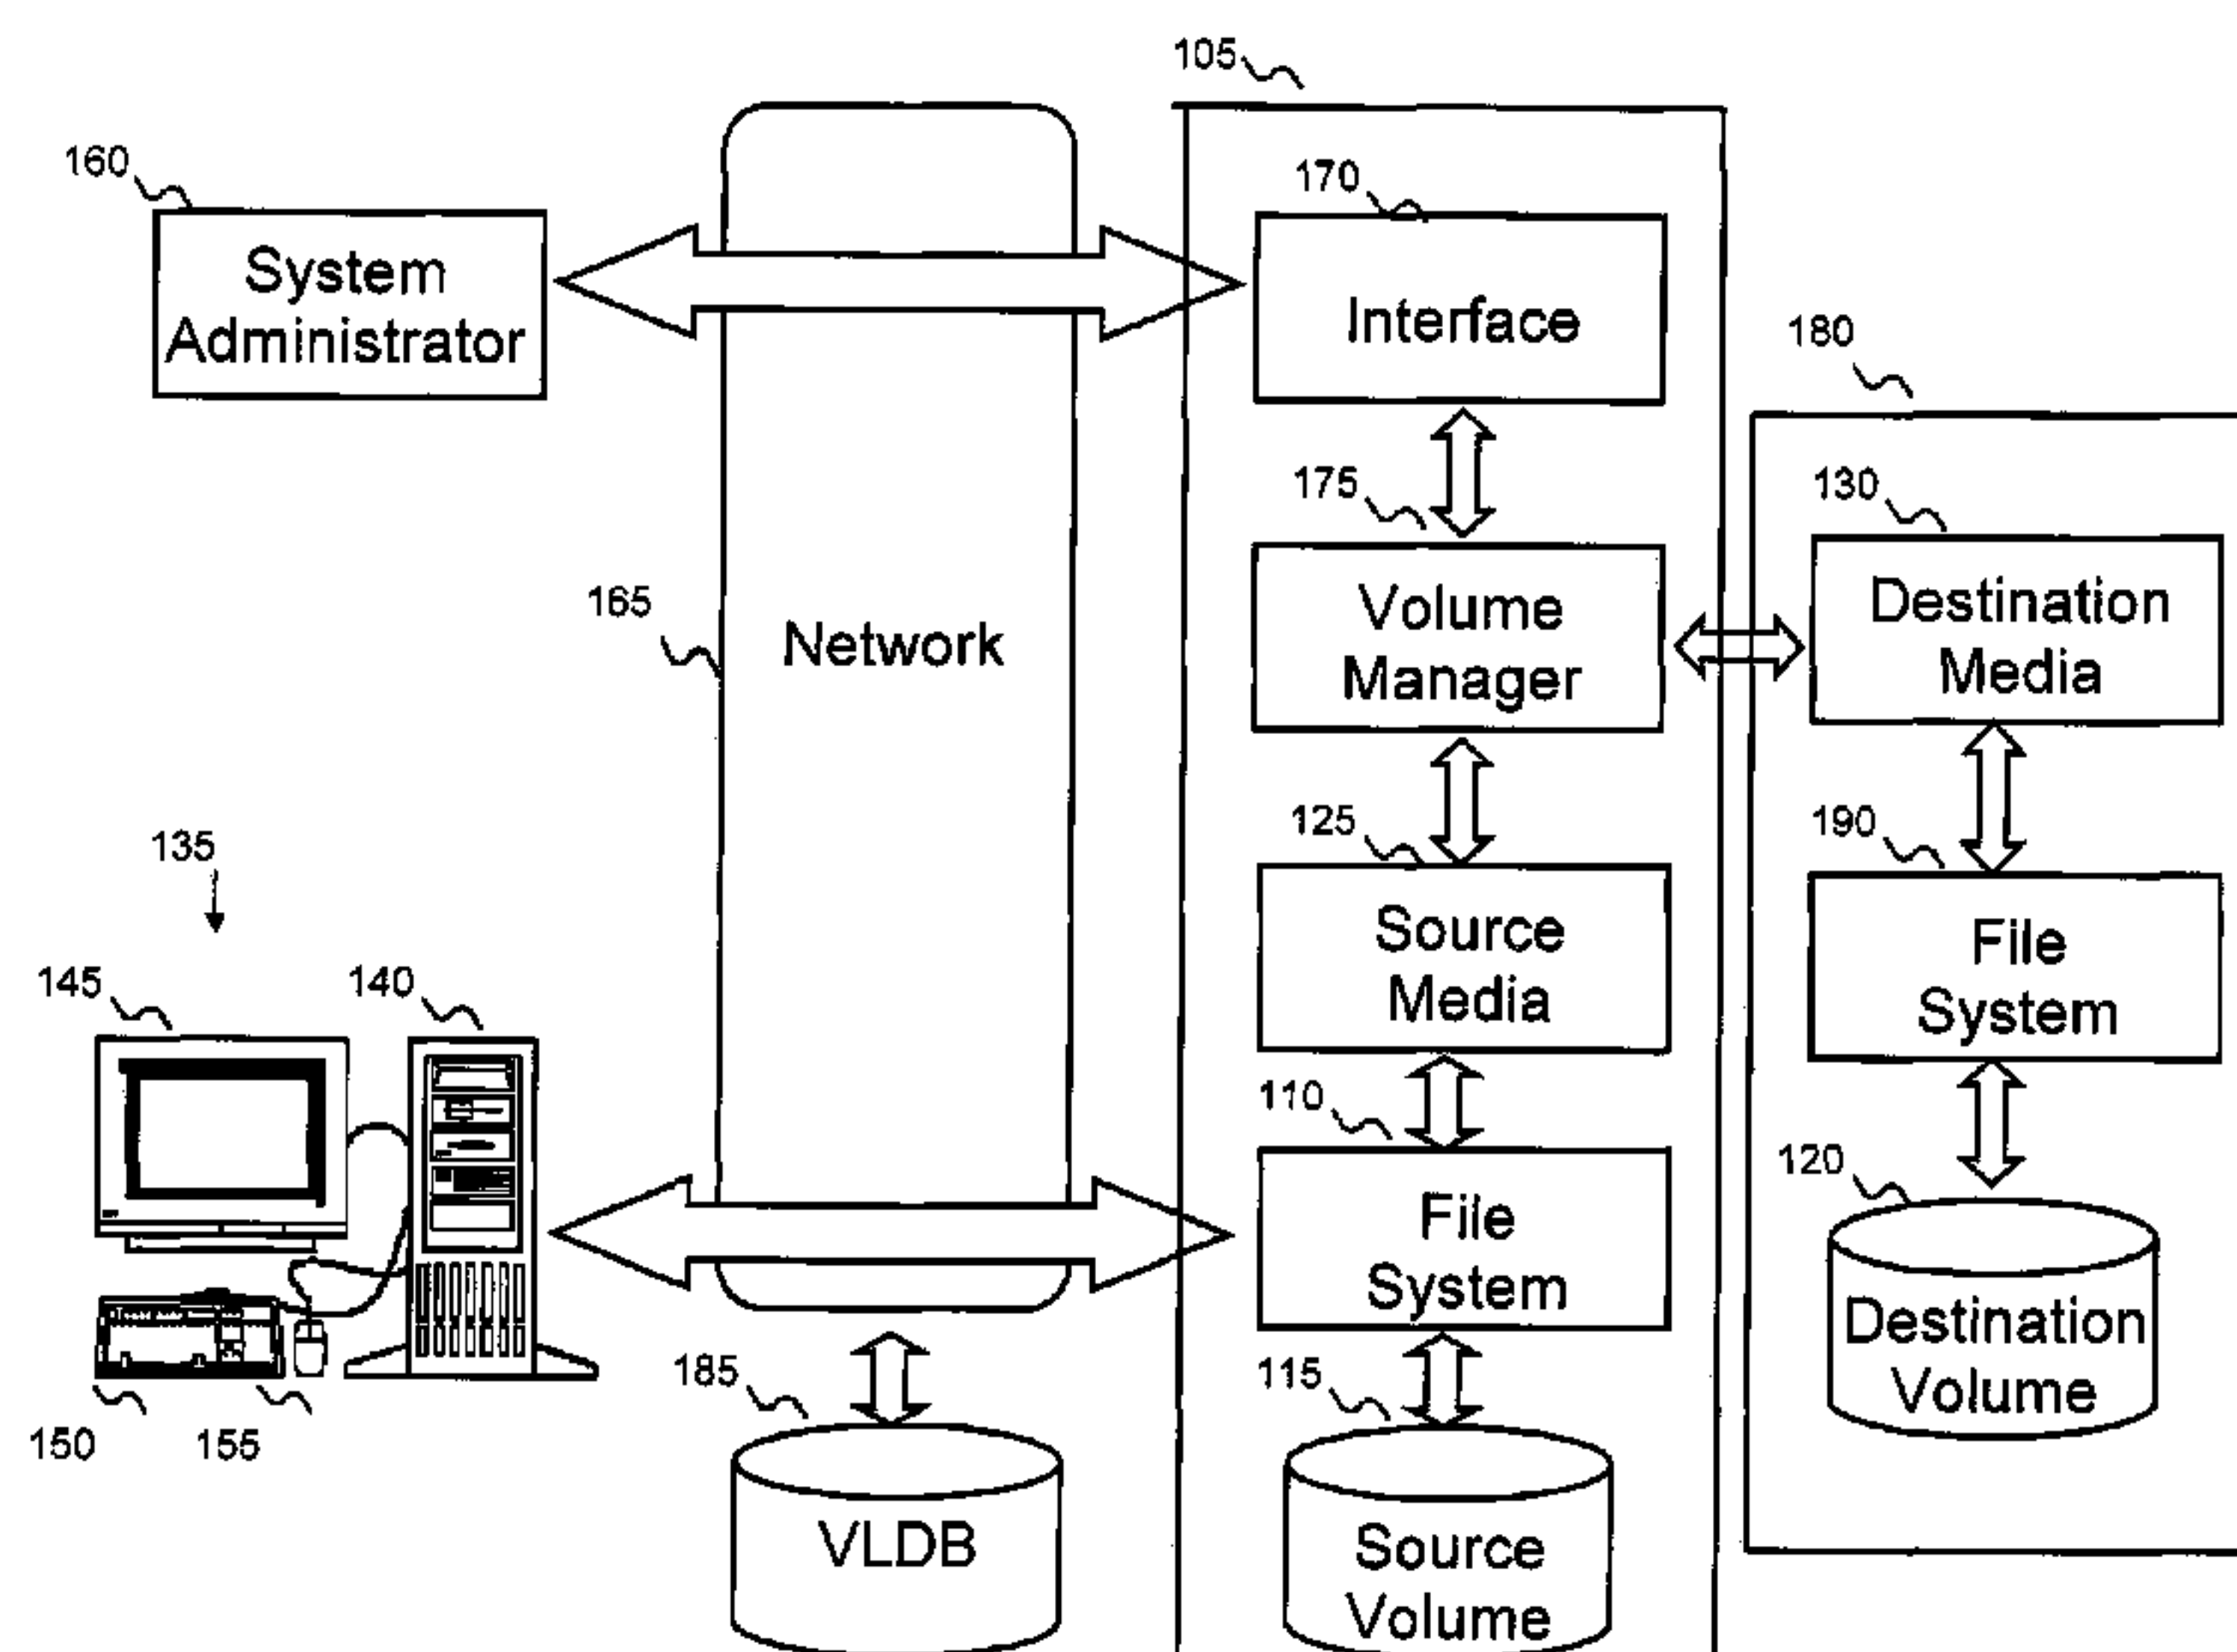 105
160
170
System
Administrator
Interface
180
175
130
165
Network
Volume
Manager
Destination
Media
135
125
190
145
140
Source
Media
File
System
110
120
File
System
Destination
Volume
185
115
150
155
VLDB
Source
Volume